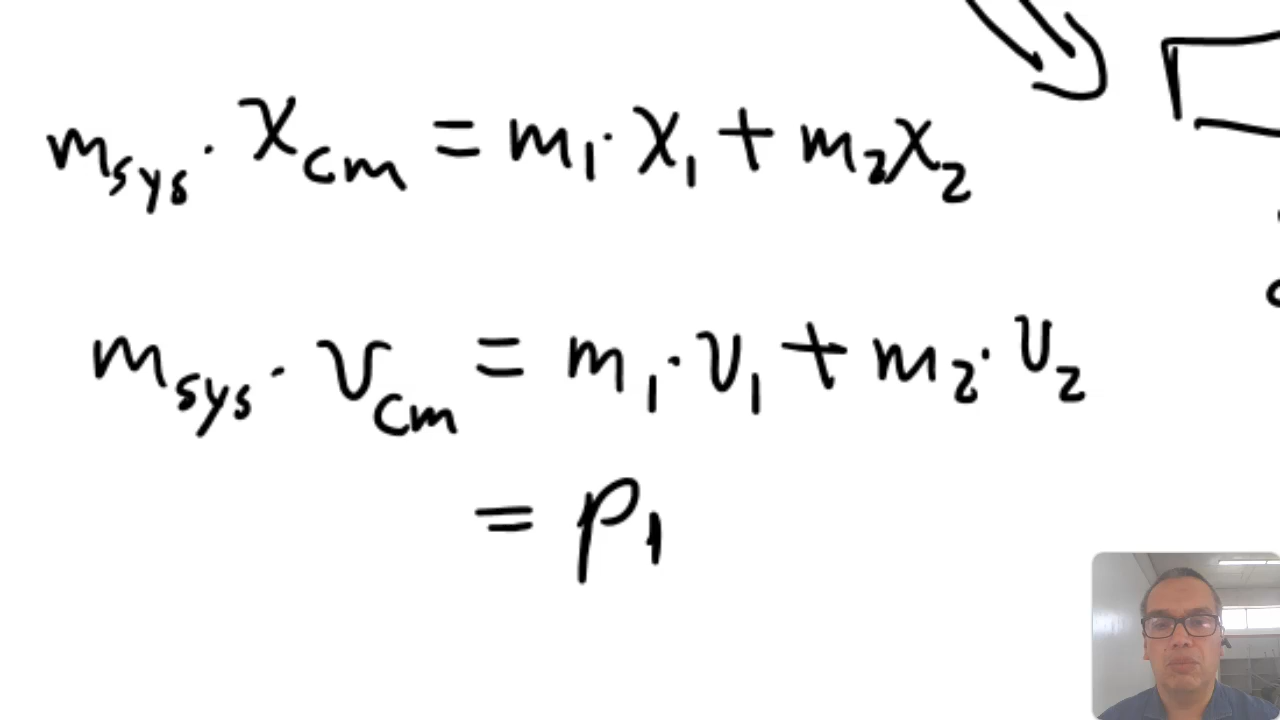 m_sys · x_cm = m_1 · x_1 + m_2 x_2
m_sys · v_cm = m_1 · v_1 + m_2 · v_2
= p_1